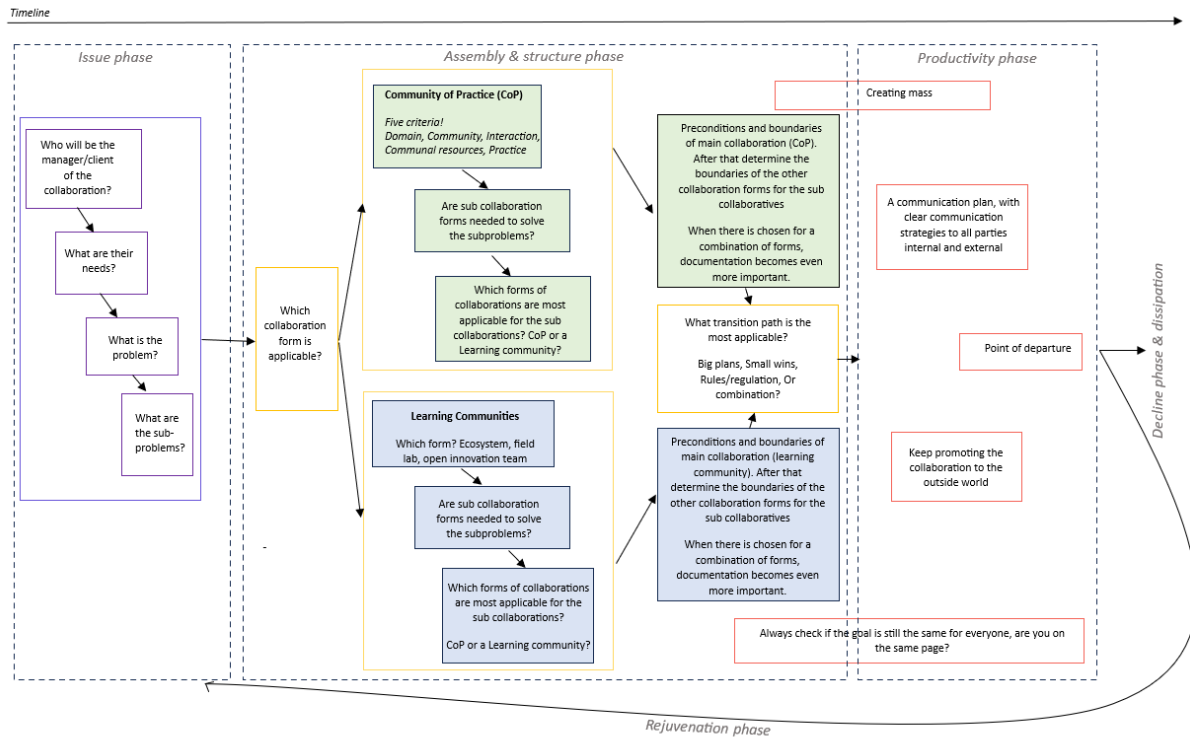 Timeline
Issue phase
Assembly & structure phase
Productivity phase
Who will be the
manager/client
of the
collaboration?
What are their
needs?
What is the
problem?
What are
the sub-
problems?
Which
collaboration
form is
applicable?
Community of Practice (CoP)
Five criteria!
Domain, Community, Interaction,
Communal resources, Practice
Are sub collaboration
forms needed to solve
the subproblems?
Which forms of
collaborations are most
applicable for the sub
collaborations? CoP or a
Learning community?
Learning Communities
Which form? Ecosystem, field
lab, open innovation team
Are sub collaboration
forms needed to solve
the subproblems?
Which forms of collaborations
are most applicable for the
sub collaborations?
CoP or a Learning community?
Preconditions and boundaries
of main collaboration (CoP).
After that determine the
boundaries of the other
collaboration forms for the sub
collaboratives
When there is chosen for a
combination of forms,
documentation becomes even
more important.
What transition path is the
most applicable?
Big plans, Small wins,
Rules/regulation, Or
combination?
Preconditions and boundaries of
main collaboration (learning
community). After that
determine the boundaries of the
other collaboration forms for the
sub collaboratives
When there is chosen for a
combination of forms,
documentation becomes even
more important.
Creating mass
A communication plan, with
clear communication
strategies to all parties
internal and external
Point of departure
Keep promoting the
collaboration to the
outside world
Always check if the goal is still the same for everyone, are you on
the same page?
Decline phase & dissipation
Rejuvenation phase
-